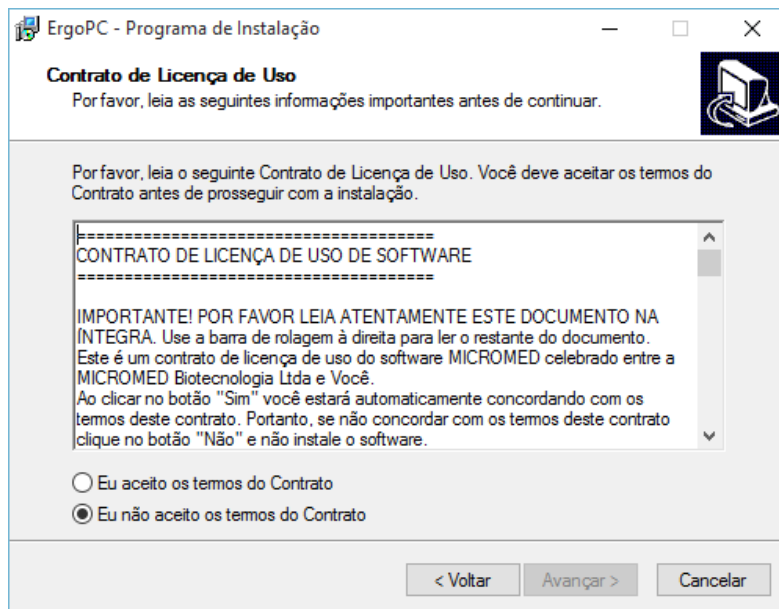 ErgoPC - Programa de Instalação
Contrato de Licença de Uso
Por favor, leia as seguintes informações importantes antes de continuar.
Por favor, leia o seguinte Contrato de Licença de Uso. Você deve aceitar os termos do
Contrato antes de prosseguir com a instalação.
=======================================
CONTRATO DE LICENÇA DE USO DE SOFTWARE
=======================================
IMPORTANTE! POR FAVOR LEIA ATENTAMENTE ESTE DOCUMENTO NA
ÍNTEGRA. Use a barra de rolagem à direita para ler o restante do documento.
Este é um contrato de licença de uso do software MICROMED celebrado entre a
MICROMED Biotecnologia Ltda e Você.
Ao clicar no botão "Sim" você estará automaticamente concordando com os
termos deste contrato. Portanto, se não concordar com os termos deste contrato
clique no botão "Não" e não instale o software.
Eu aceito os termos do Contrato
Eu não aceito os termos do Contrato
< Voltar Avançar > Cancelar